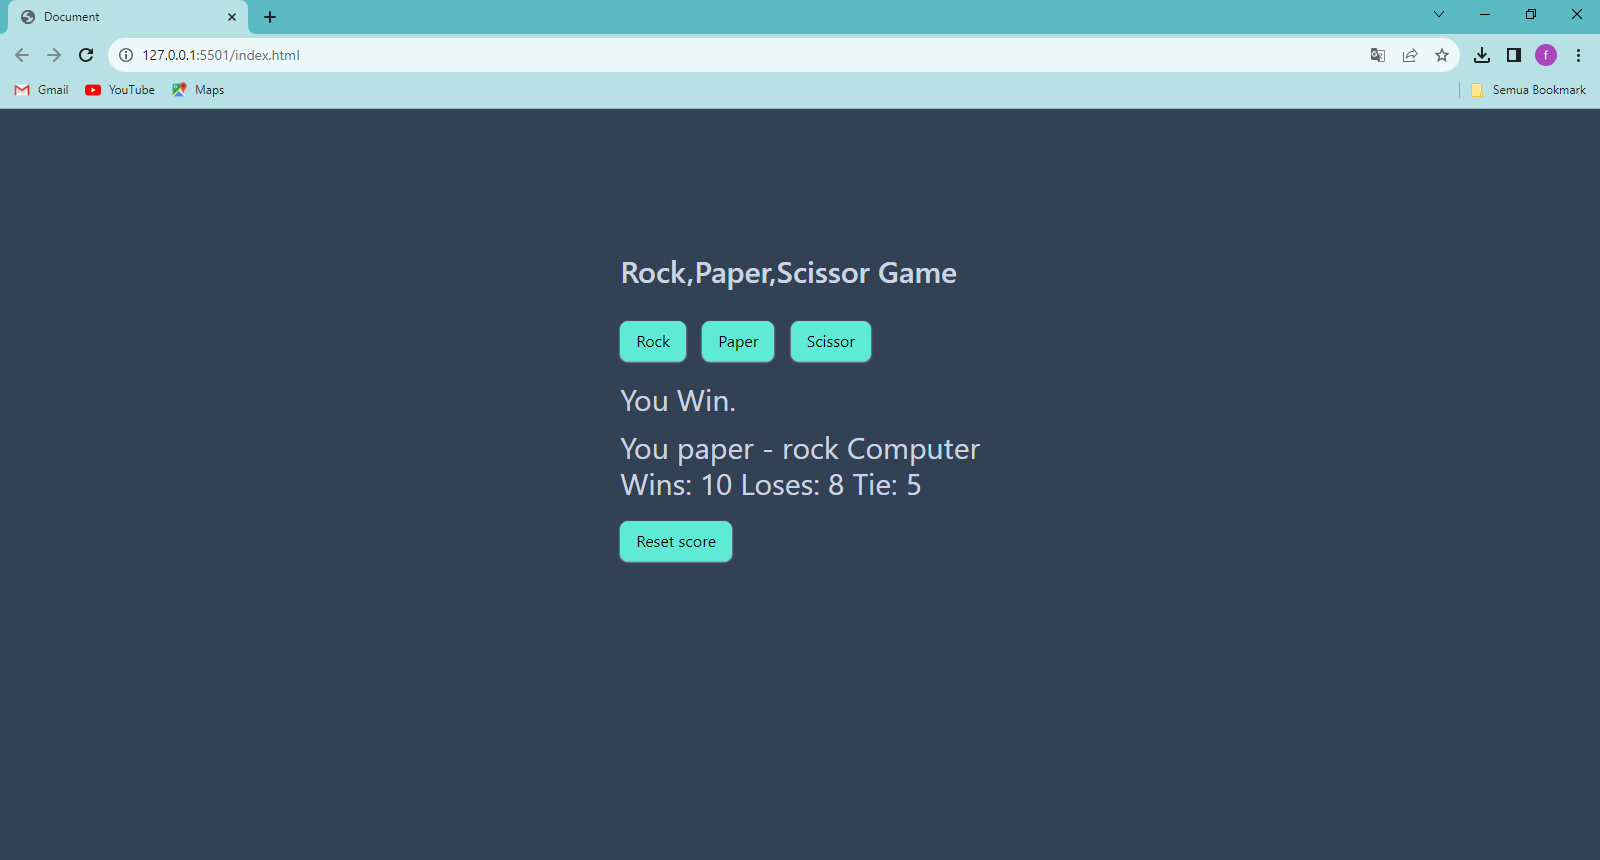 Document
127.0.0.1:5501/index.html
f
Gmail YouTube Maps Semua Bookmark
Rock,Paper,Scissor Game
Rock Paper Scissor
You Win.
You paper - rock Computer
Wins: 10 Loses: 8 Tie: 5
Reset score